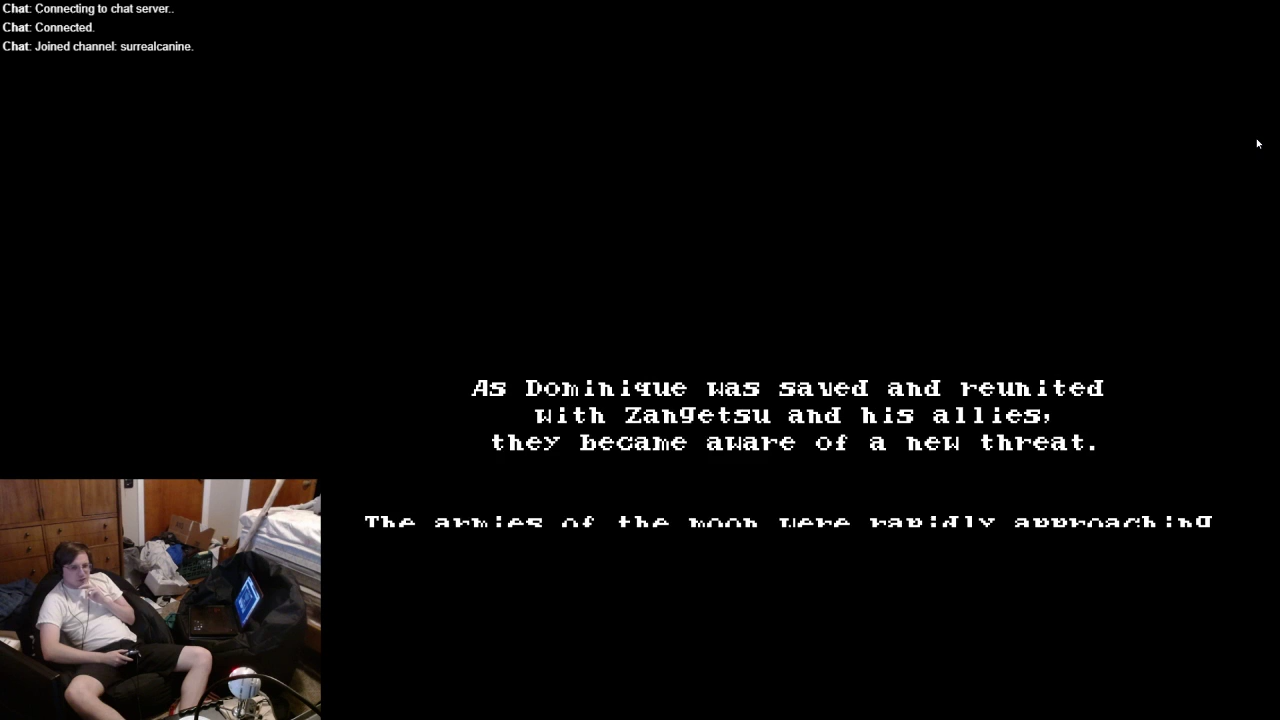 Chat: Connecting to chat server..
Chat: Connected.
Chat: Joined channel: surrealcanine.
As Dominique was saved and reunited
with Zangetsu and his allies,
they became aware of a new threat.
The armies of the moon were rapidly approaching